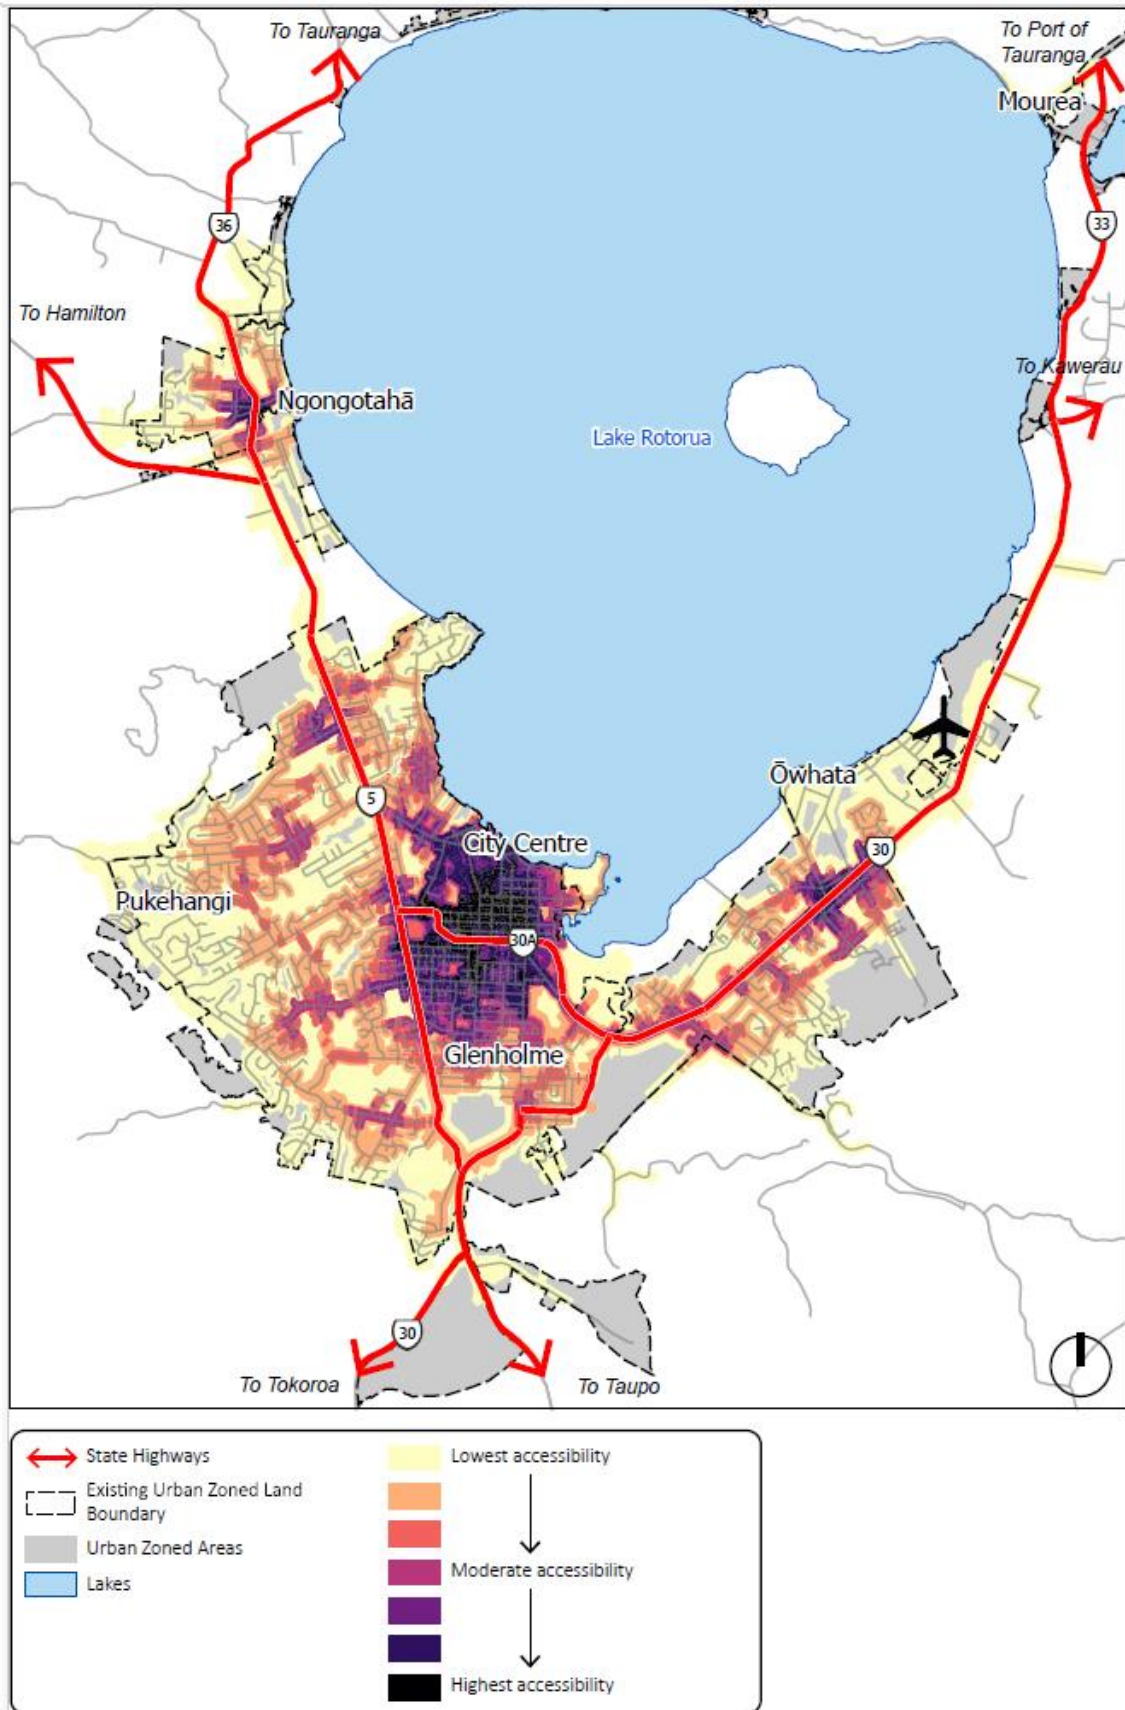 To Tauranga
To Port of
Tauranga
Mourea
36
33
To Hamilton
To Kawerau
Ngongotahā
Lake Rotorua
Ōwhata
5
City Centre
30
Pukehangi
30A
Glenholme
30
To Tokoroa
To Taupo
State Highways
Existing Urban Zoned Land
Boundary
Urban Zoned Areas
Lakes
Lowest accessibility
Moderate accessibility
Highest accessibility